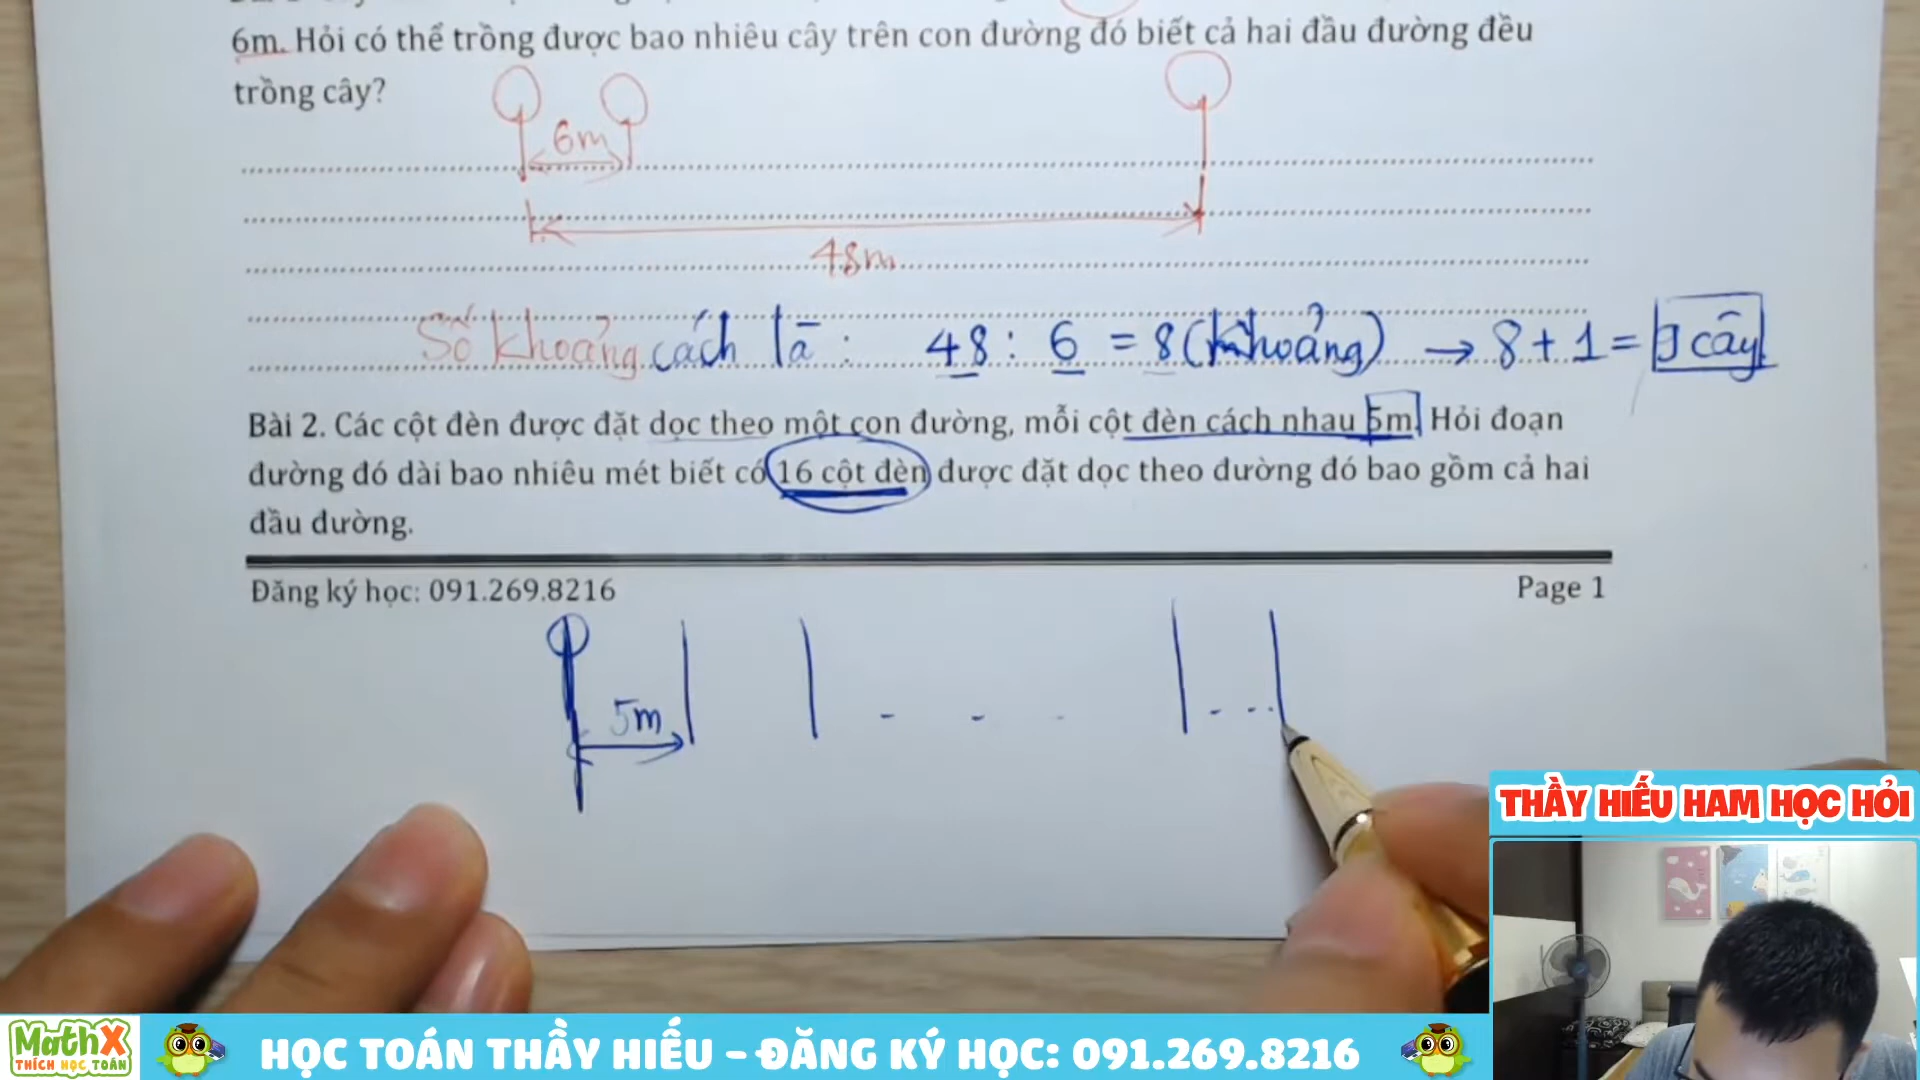 6m. Hỏi có thể trồng được bao nhiêu cây trên con đường đó biết cả hai đầu đường đều
trồng cây?
6m
48m
Số khoảng cách là : 48 : 6 = 8 (khoảng) → 8 + 1 = 9 cây
Bài 2. Các cột đèn được đặt dọc theo một con đường, mỗi cột đèn cách nhau 5m. Hỏi đoạn
đường đó dài bao nhiêu mét biết có 16 cột đèn được đặt dọc theo đường đó bao gồm cả hai
đầu đường.
Đăng ký học: 091.269.8216
Page 1
5m
THẦY HIẾU HAM HỌC HỎI
MathX
THÍCH HỌC TOÁN
HỌC TOÁN THẦY HIẾU - ĐĂNG KÝ HỌC: 091.269.8216